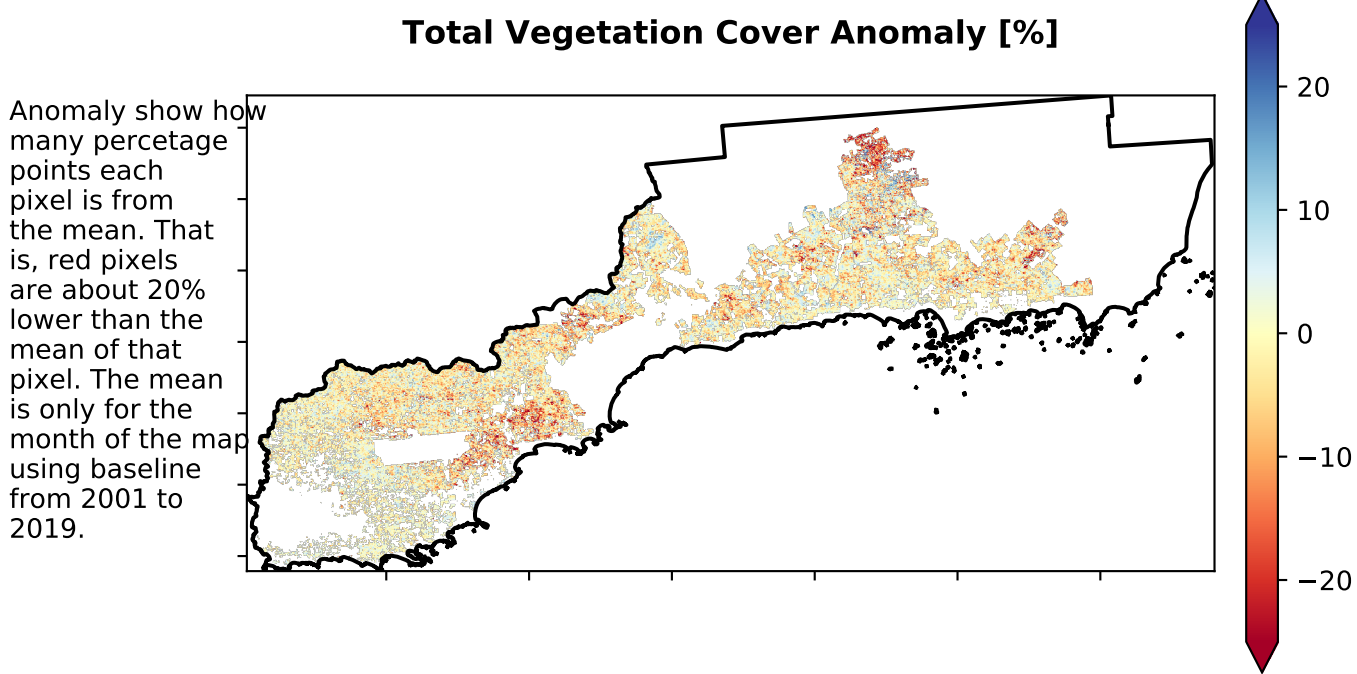 Total Vegetation Cover Anomaly [%]
Anomaly show how
many percetage
points each
pixel is from
the mean. That
is, red pixels
are about 20%
lower than the
mean of that
pixel. The mean
is only for the
month of the map
using baseline
from 2001 to
2019.
20
10
0
−10
−20